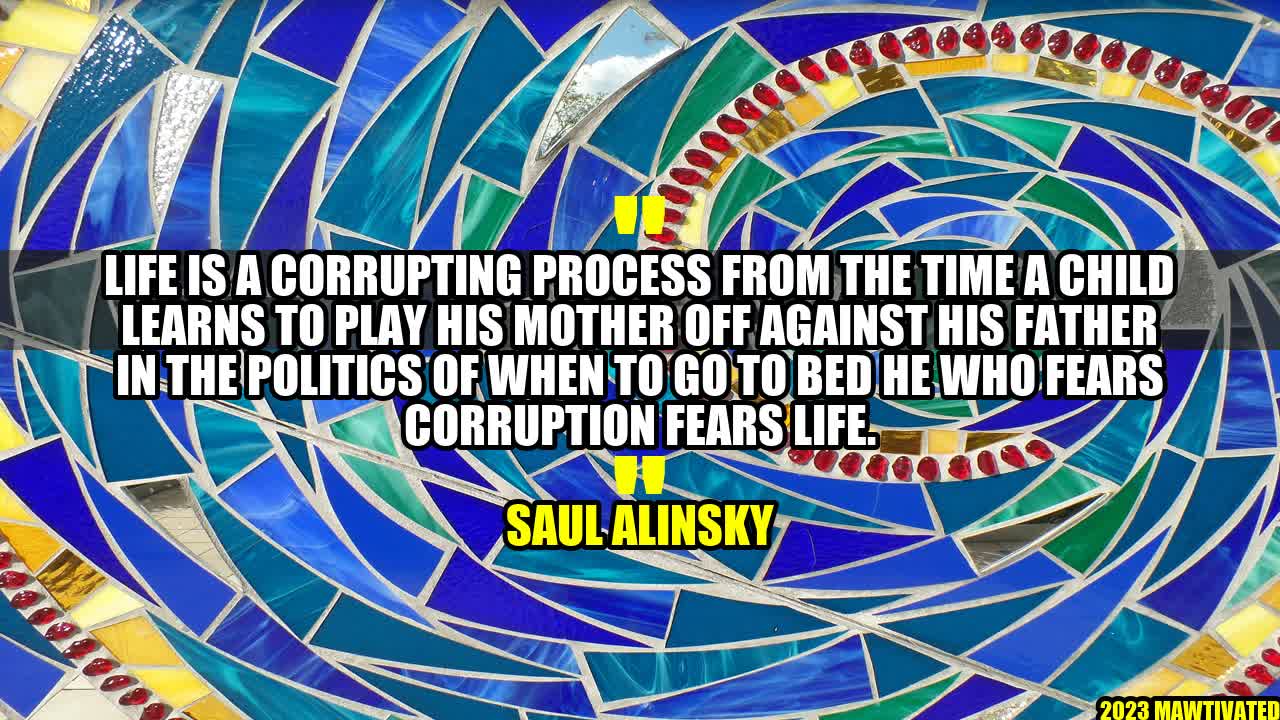 "
LIFE IS A CORRUPTING PROCESS FROM THE TIME A CHILD
LEARNS TO PLAY HIS MOTHER OFF AGAINST HIS FATHER
IN THE POLITICS OF WHEN TO GO TO BED HE WHO FEARS
CORRUPTION FEARS LIFE.
"
SAUL ALINSKY
2023 MAWTIVATED